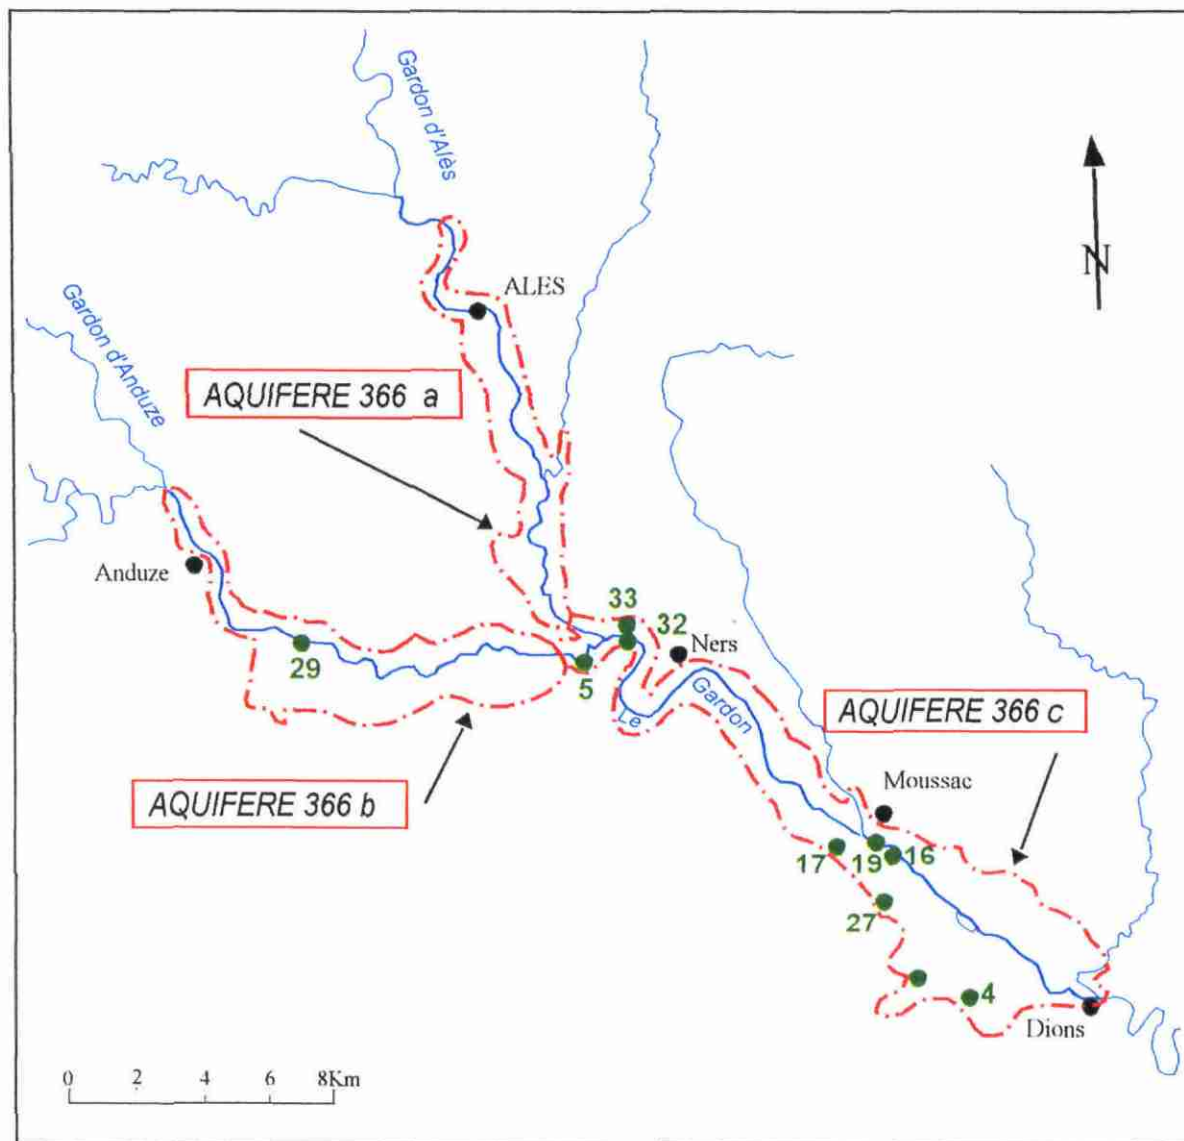 Gardon d'Alès
N
ALES
Gardon d'Anduze
AQUIFERE 366 a
Anduze
33
32
Ners
29
5
Le Gardon
AQUIFERE 366 c
AQUIFERE 366 b
Moussac
17
19
16
27
4
Dions
0 2 4 6 8Km